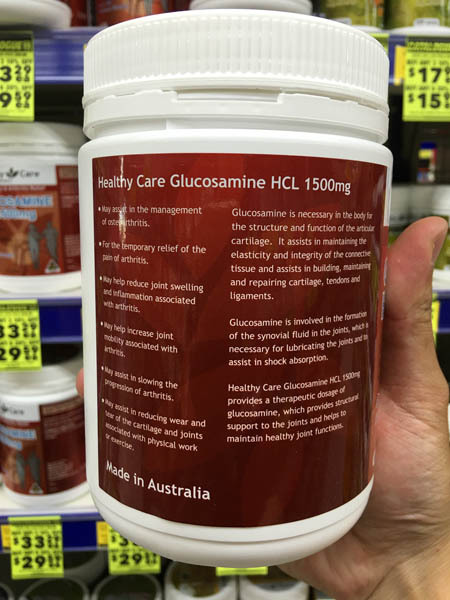 Healthy Care Glucosamine HCL 1500mg
• May assist in the management
of osteoarthritis.
• For the temporary relief of the
pain of arthritis.
• May help reduce joint swelling
and inflammation associated
with arthritis.
• May help increase joint
mobility associated with
arthritis.
• May assist in slowing the
progression of arthritis.
• May assist in reducing wear and
tear of the cartilage and joints
associated with physical work
or exercise.
Glucosamine is necessary in the body for
the structure and function of the articular
cartilage. It assists in maintaining the
elasticity and integrity of the connective
tissue and assists in building, maintaining
and repairing cartilage, tendons and
ligaments.
Glucosamine is involved in the formation
of the synovial fluid in the joints, which is
necessary for lubricating the joints and to
assist in shock absorption.
Healthy Care Glucosamine HCL 1500mg
provides a therapeutic dosage of
glucosamine, which provides structural
support to the joints and helps to
maintain healthy joint functions.
Made in Australia
Care
$17
$15
$33
$29
$29